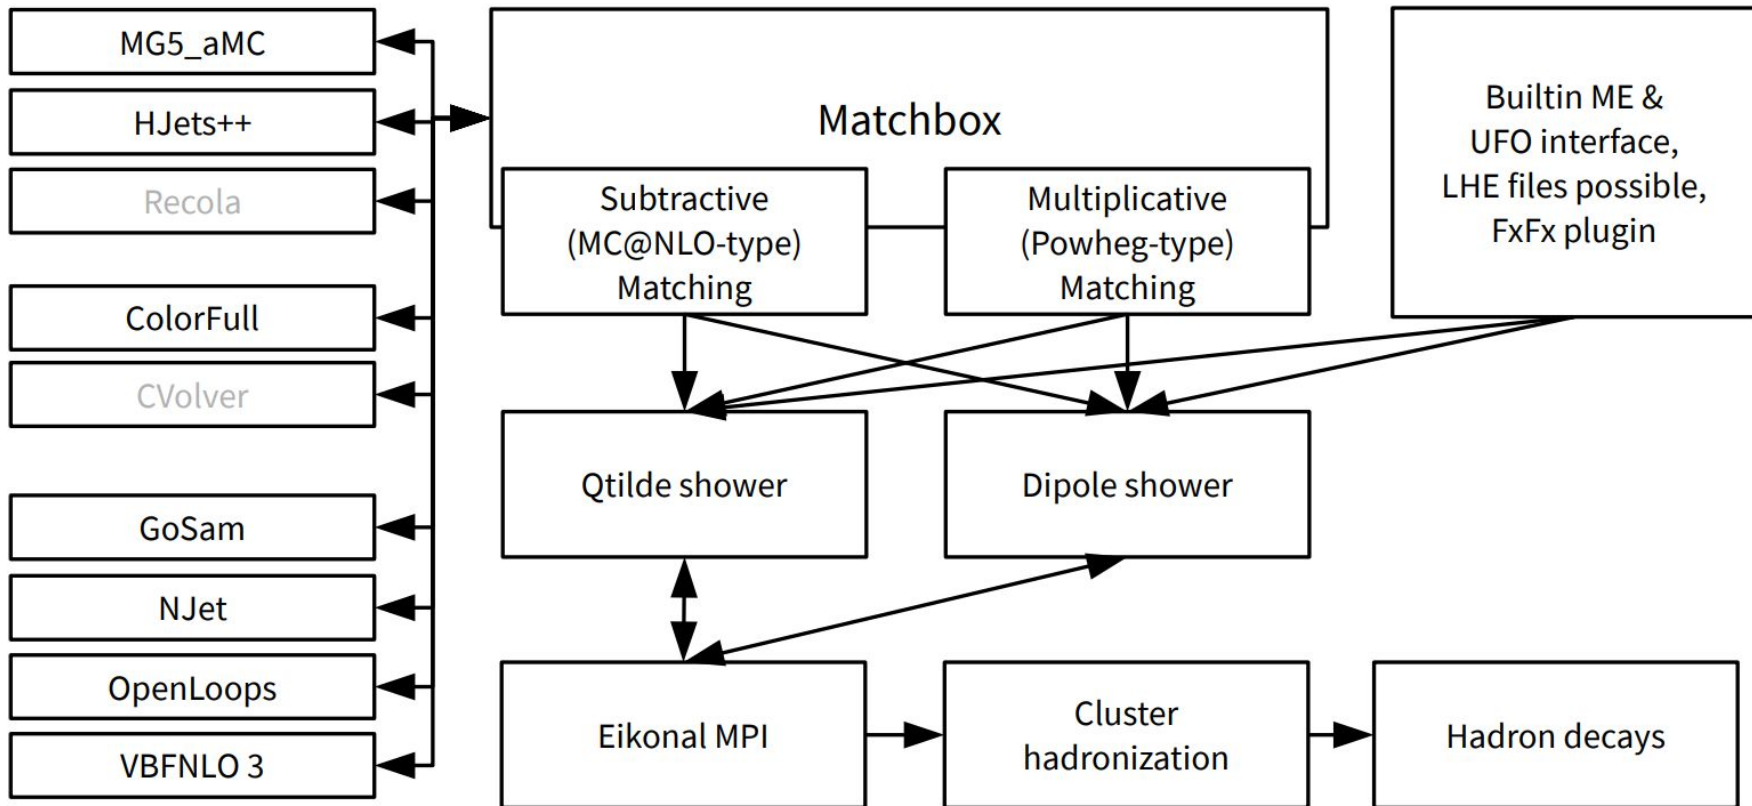 MG5_aMC
HJets++
Recola
ColorFull
CVolver
GoSam
NJet
OpenLoops
VBFNLO 3
Matchbox
Subtractive
(MC@NLO-type)
Matching
Multiplicative
(Powheg-type)
Matching
Builtin ME &
UFO interface,
LHE files possible,
FxFx plugin
Qtilde shower
Dipole shower
Eikonal MPI
Cluster
hadronization
Hadron decays